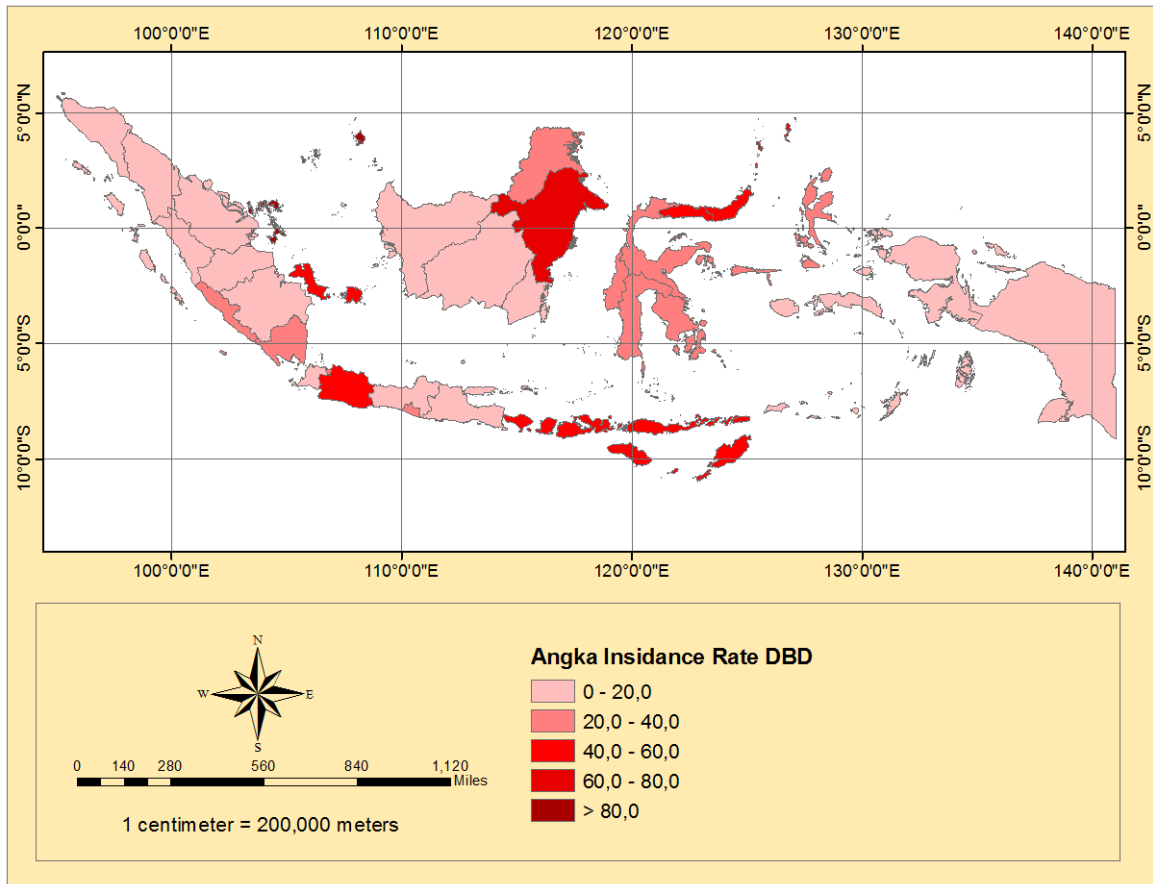 100°0'0"E 110°0'0"E 120°0'0"E 130°0'0"E 140°0'0"E
5°0'0"N 5°0'0"N
0°0'0" 0°0'0"
5°0'0"S 5°0'0"S
10°0'0"S 10°0'0"S
100°0'0"E 110°0'0"E 120°0'0"E 130°0'0"E 140°0'0"E
N
W E
S
0 140 280 560 840 1,120
Miles
1 centimeter = 200,000 meters
Angka Insidance Rate DBD
0 - 20,0
20,0 - 40,0
40,0 - 60,0
60,0 - 80,0
> 80,0